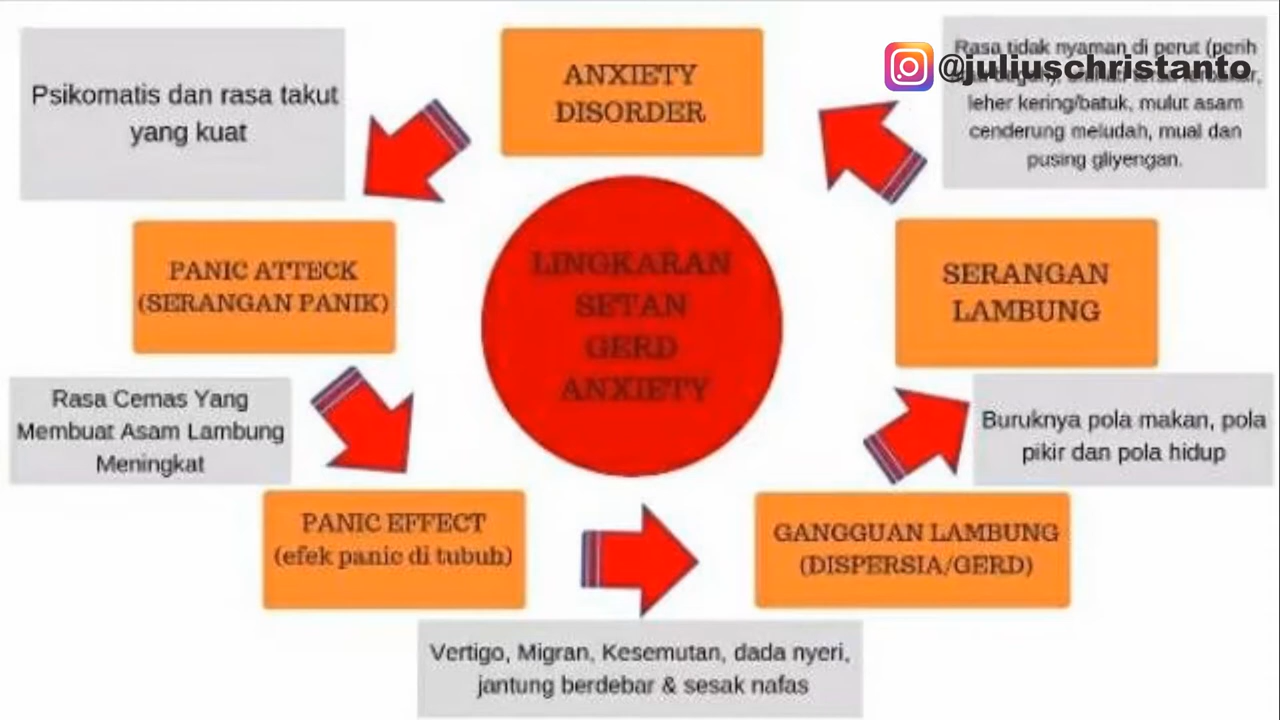 ANXIETY
DISORDER
Psikomatis dan rasa takut
yang kuat
PANIC ATTECK
(SERANGAN PANIK)
Rasa Cemas Yang
Membuat Asam Lambung
Meningkat
PANIC EFFECT
(efek panic di tubuh)
Vertigo, Migran, Kesemutan, dada nyeri,
jantung berdebar & sesak nafas
GANGGUAN LAMBUNG
(DISPERSIA/GERD)
Buruknya pola makan, pola
pikir dan pola hidup
SERANGAN
LAMBUNG
Rasa tidak nyaman di perut (perih
@juliuschristanto
leher kering/batuk, mulut asam
cenderung meludah, mual dan
pusing gliyengan.
LINGKARAN
SETAN
GERD
ANXIETY